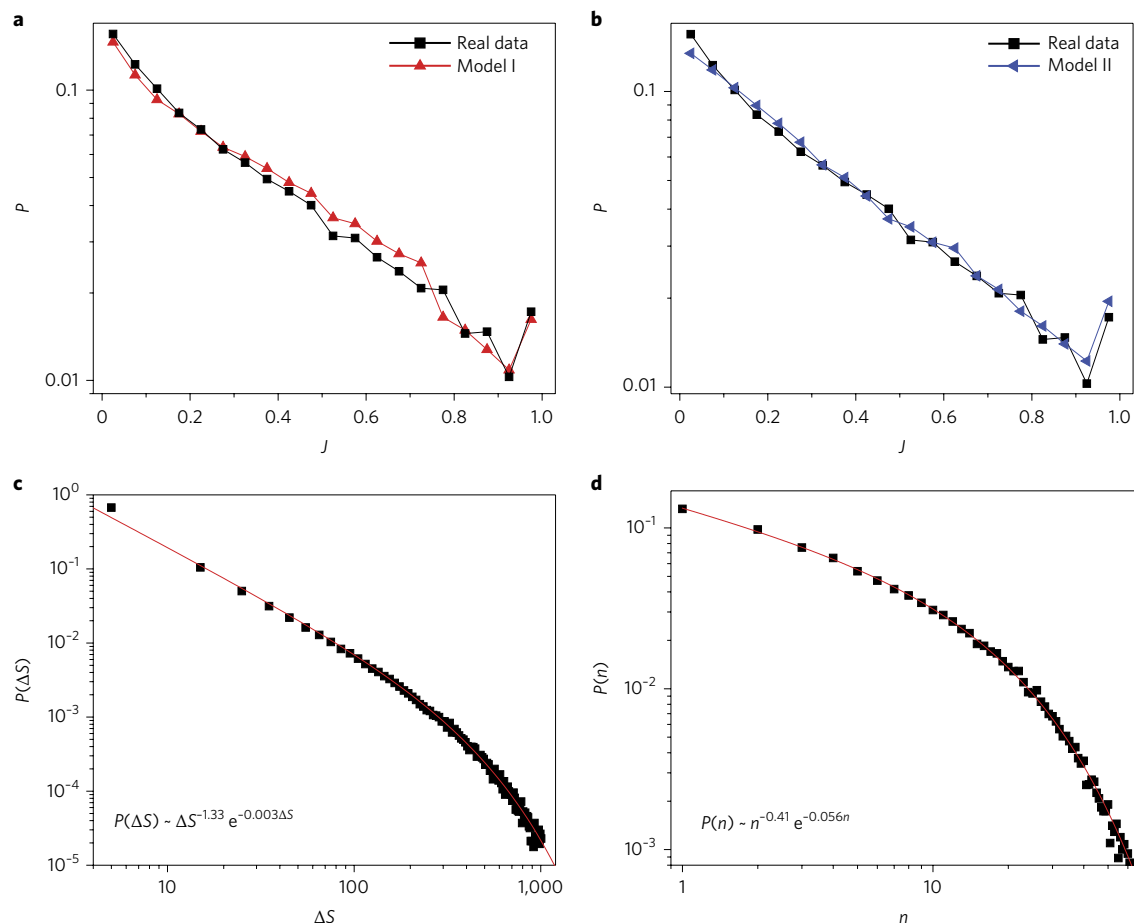 a
Real data
Model I
0.1
0.01
P
0 0.2 0.4 0.6 0.8 1.0
J
b
Real data
Model II
0.1
0.01
P
0 0.2 0.4 0.6 0.8 1.0
J
c
10⁰
10⁻¹
10⁻²
10⁻³
10⁻⁴
10⁻⁵
P(ΔS)
P(ΔS) ~ ΔS⁻¹·³³ e⁻⁰·⁰⁰³ΔS
10 100 1,000
ΔS
d
10⁻¹
10⁻²
10⁻³
P(n)
P(n) ~ n⁻⁰·⁴¹ e⁻⁰·⁰⁵⁶ⁿ
1 10
n